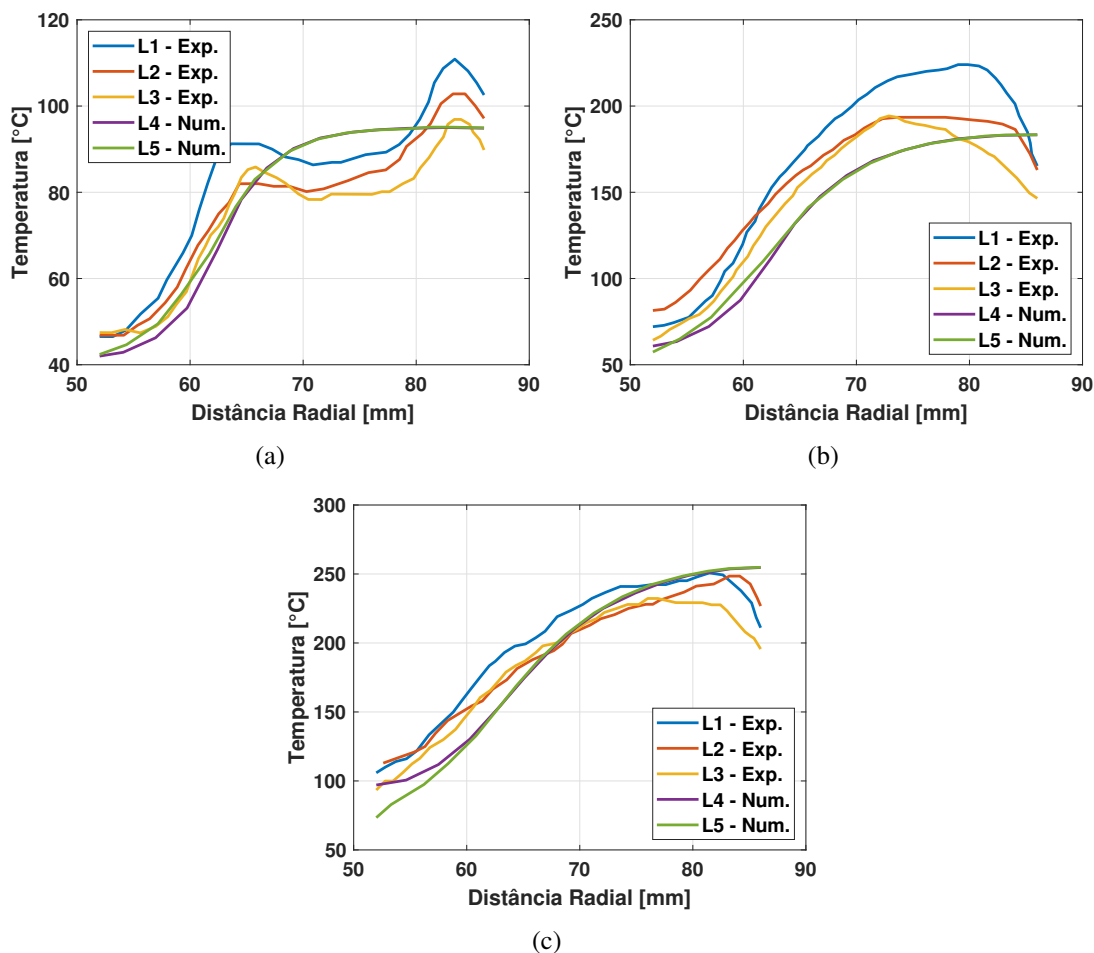 120
100
80
60
40
50
60
70
80
90
Temperatura [°C]
Distância Radial [mm]
L1 - Exp.
L2 - Exp.
L3 - Exp.
L4 - Num.
L5 - Num.
(a)
250
200
150
100
50
50
60
70
80
90
Temperatura [°C]
Distância Radial [mm]
L1 - Exp.
L2 - Exp.
L3 - Exp.
L4 - Num.
L5 - Num.
(b)
300
250
200
150
100
50
50
60
70
80
90
Temperatura [°C]
Distância Radial [mm]
L1 - Exp.
L2 - Exp.
L3 - Exp.
L4 - Num.
L5 - Num.
(c)